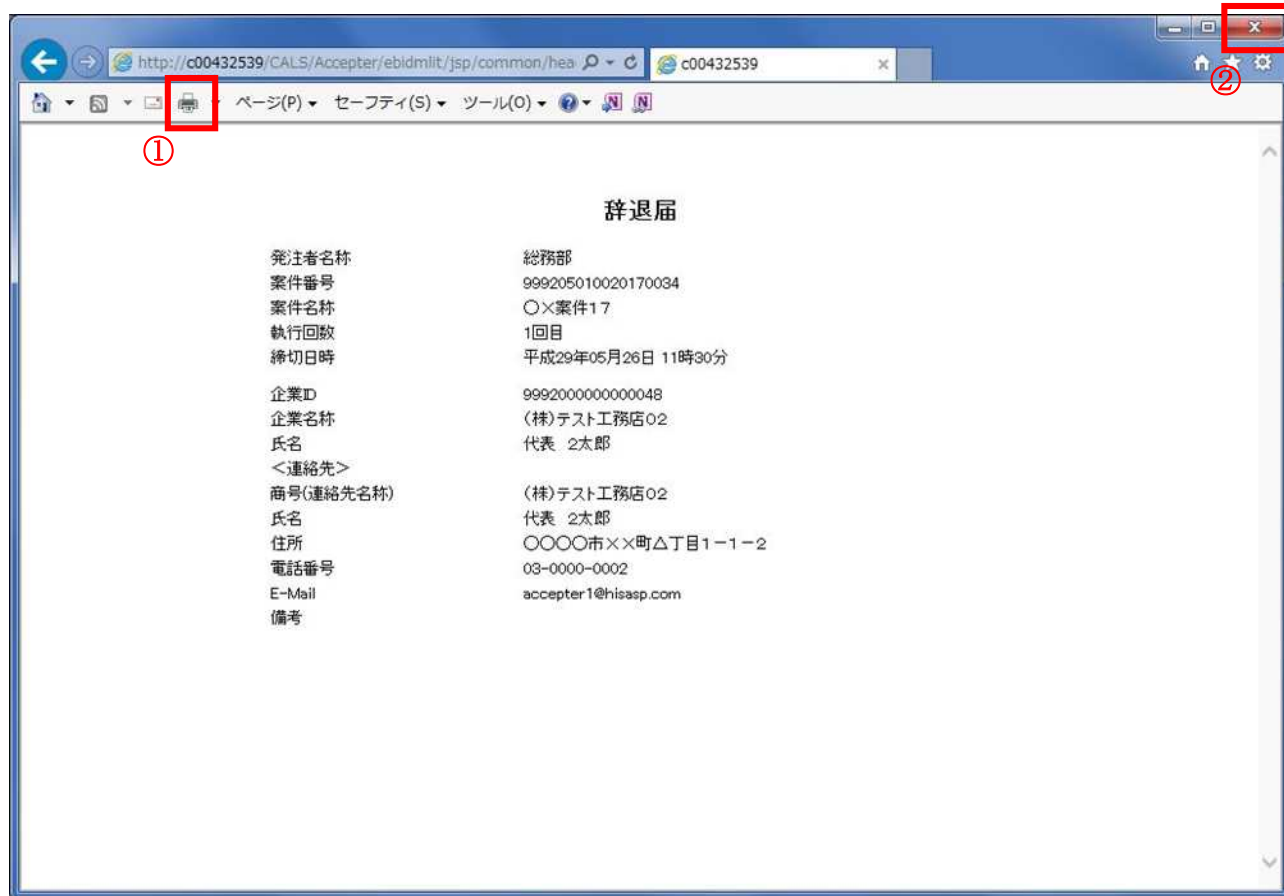 http://c00432539/CALS/Accepter/ebidmlit/jsp/common/hea
c00432539
②
ページ(P) セーフティ(S) ツール(O)
①
辞退届
発注者名称 総務部
案件番号 999205010020170034
案件名称 〇×案件17
執行回数 1回目
締切日時 平成29年05月26日 11時30分
企業ID 9992000000000048
企業名称 (株)テスト工務店02
氏名 代表 2太郎
<連絡先>
商号(連絡先名称) (株)テスト工務店02
氏名 代表 2太郎
住所 〇〇〇〇市××町△丁目1-1-2
電話番号 03-0000-0002
E-Mail accepter1@hisasp.com
備考